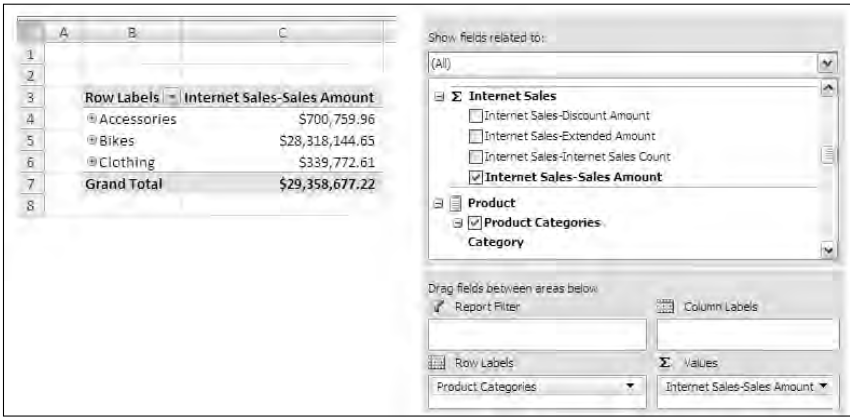 A B C
1
2
3 Row Labels Internet Sales-Sales Amount
4 Accessories $700,759.96
5 Bikes $28,318,144.65
6 Clothing $339,772.61
7 Grand Total $29,358,677.22
8
Show fields related to:
(All)
Σ Internet Sales
Internet Sales-Discount Amount
Internet Sales-Extended Amount
Internet Sales-Internet Sales Count
Internet Sales-Sales Amount
Product
Product Categories
Category
Drag fields between areas below
Report Filter
Column Labels
Row Labels
Σ Values
Product Categories
Internet Sales-Sales Amount